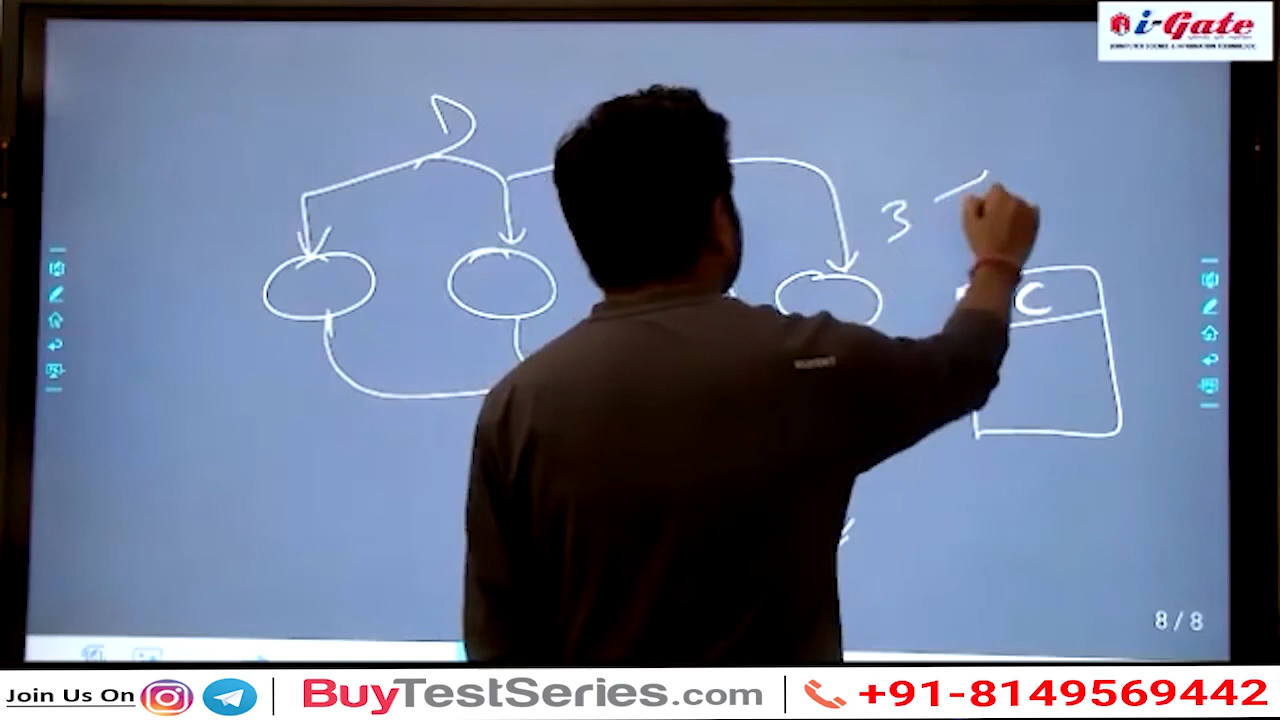 i-Gate
D
3
C
8 / 8
Join Us On
BuyTestSeries.com
+91-8149569442